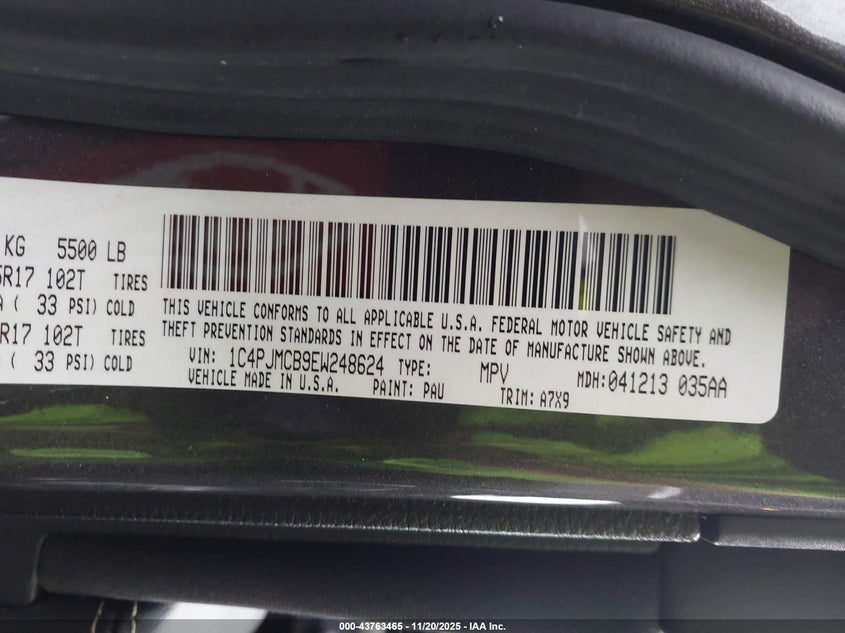 KG 5500 LB
R17 102T TIRES
( 33 PSI) COLD
R17 102T TIRES
( 33 PSI) COLD
THIS VEHICLE CONFORMS TO ALL APPLICABLE U.S.A. FEDERAL MOTOR VEHICLE SAFETY AND
THEFT PREVENTION STANDARDS IN EFFECT ON THE DATE OF MANUFACTURE SHOWN ABOVE.
VIN: 1C4PJMCB9EW248624 TYPE: MPV MDH:041213 035AA
VEHICLE MADE IN U.S.A. PAINT: PAU TRIM: A7X9
000-43763465 - 11/20/2025 - IAA Inc.